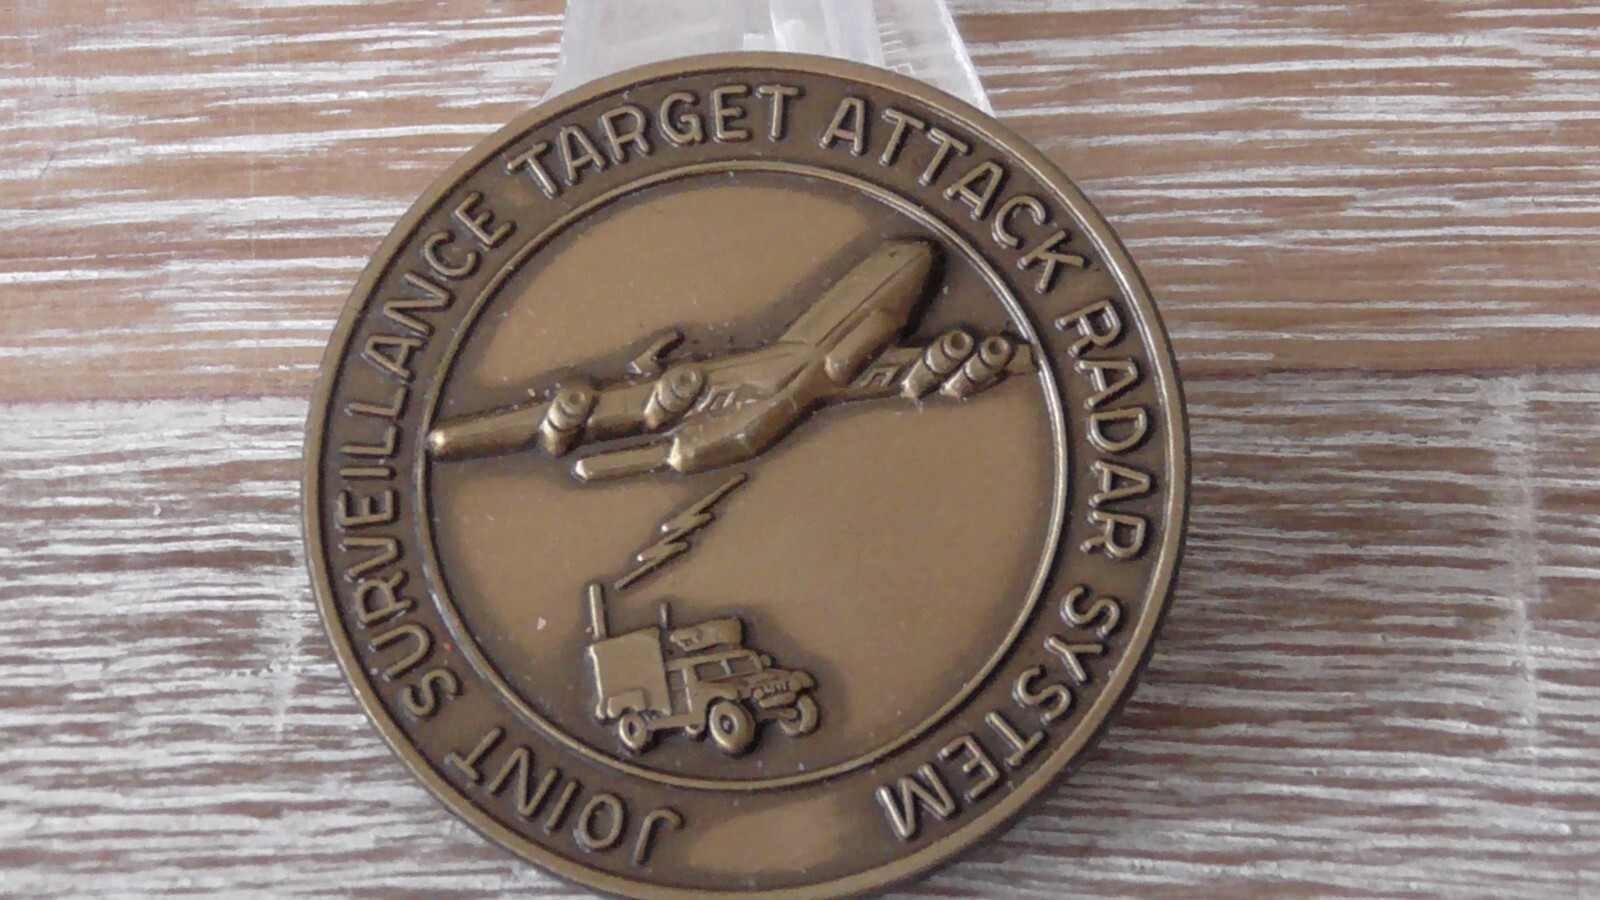 JOINT SURVEILLANCE TARGET ATTACK RADAR SYSTEM